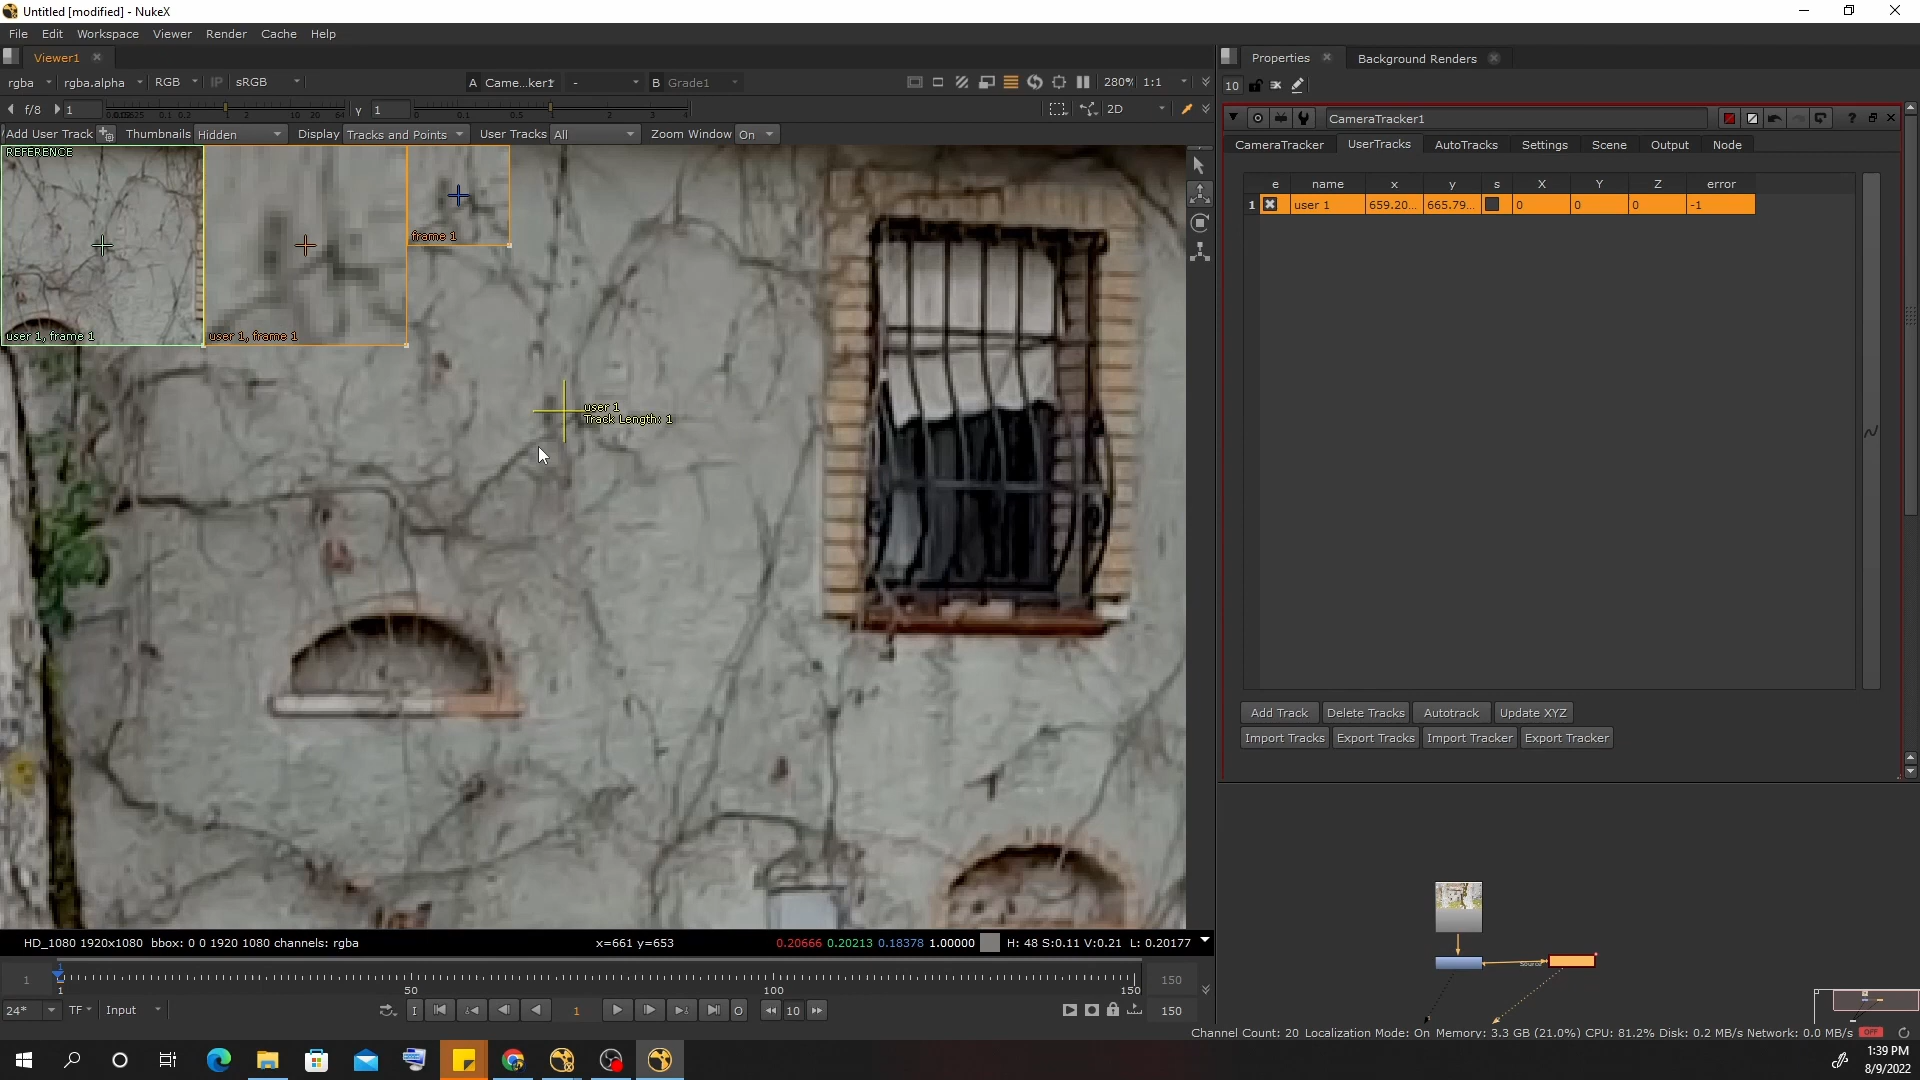 Untitled [modified] - NukeX
File Edit Workspace Viewer Render Cache Help
Viewer1
Properties
Background Renders
rgba rgba.alpha RGB IP sRGB A Came...ker1 - B Grade1 280% 1:1
10
f/8 1 y 1 2D
CameraTracker1
Add User Track Thumbnails Hidden Display Tracks and Points User Tracks All Zoom Window On
CameraTracker UserTracks AutoTracks Settings Scene Output Node
REFERENCE
e name x y s X Y Z error
1 user 1 659.20... 665.79... 0 0 0 -1
frame 1
user 1, frame 1
user 1, frame 1
user 1
Track Length: 1
Add Track Delete Tracks Autotrack Update XYZ
Import Tracks Export Tracks Import Tracker Export Tracker
HD_1080 1920x1080 bbox: 0 0 1920 1080 channels: rgba
x=661 y=653
0.20666 0.20213 0.18378 1.00000 H: 48 S:0.11 V:0.21 L: 0.20177
1 1 1 50 100 150 150
24* TF Input I 1 O 10 150
Channel Count: 20 Localization Mode: On Memory: 3.3 GB (21.0%) CPU: 81.2% Disk: 0.2 MB/s Network: 0.0 MB/s OFF
1:39 PM
8/9/2022